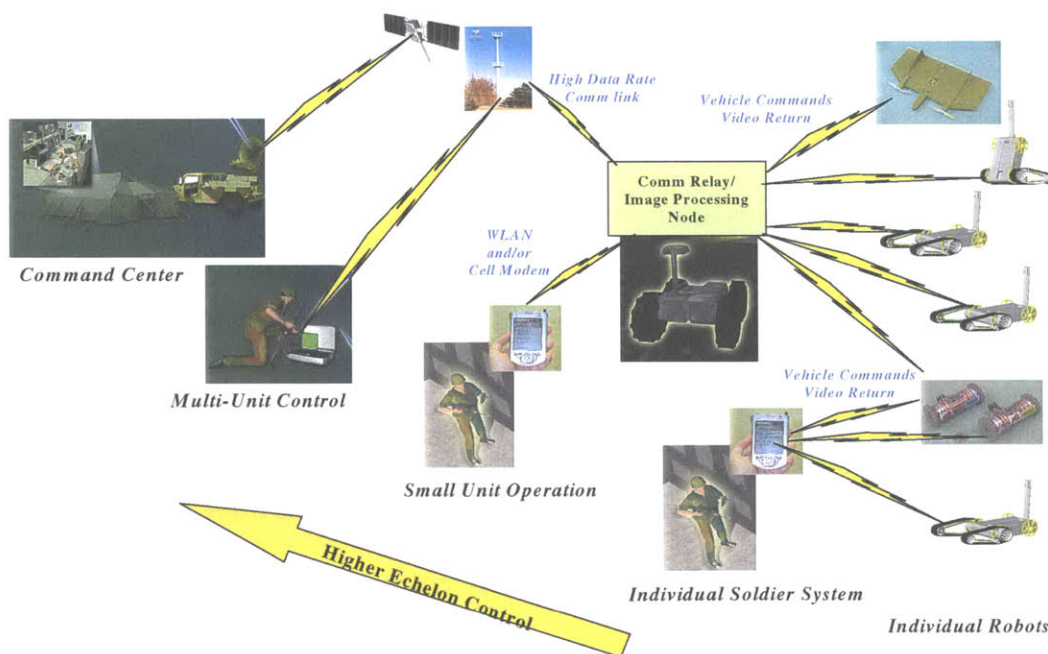 High Data Rate
Comm link
Vehicle Commands
Video Return
Comm Relay/
Image Processing
Node
WLAN
and/or
Cell Modem
Command Center
Multi-Unit Control
Vehicle Commands
Video Return
Small Unit Operation
Higher Echelon Control
Individual Soldier System
Individual Robots